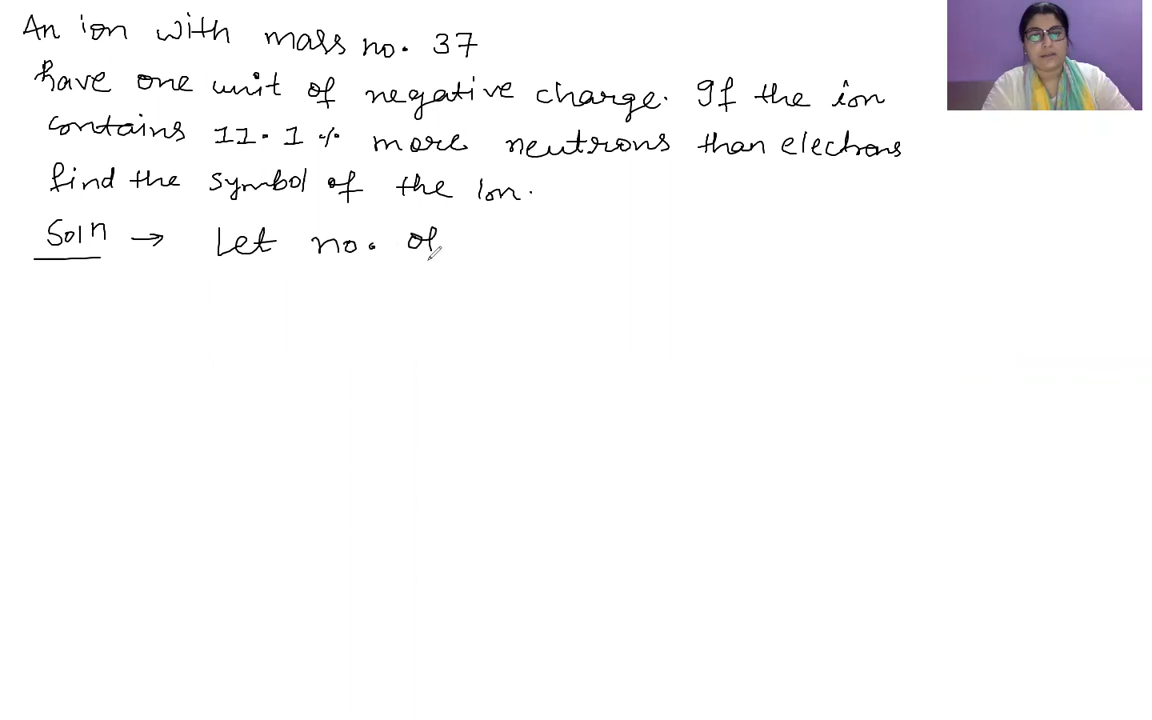 An ion with mass no. 37
have one unit of negative charge. If the ion
contains 11.1% more neutrons than electrons
find the symbol of the Ion.
Soln → Let no. of